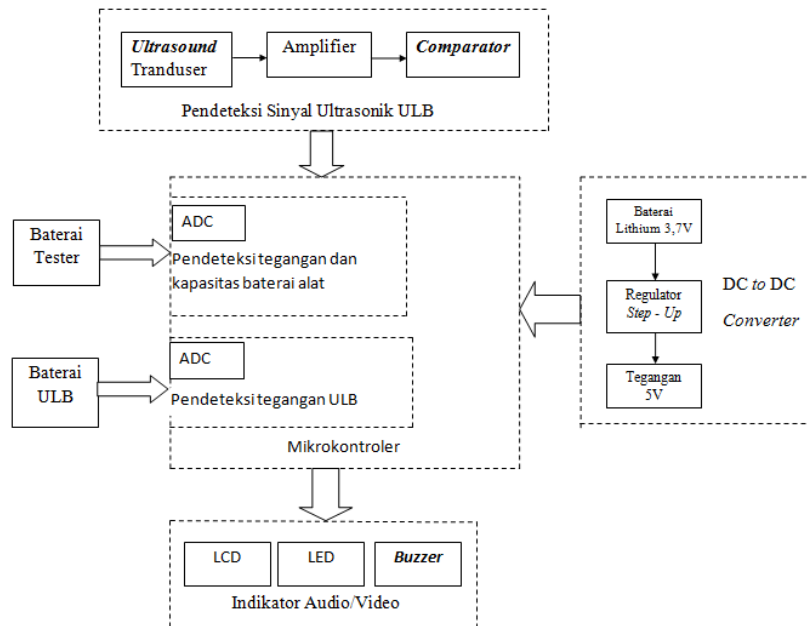 Ultrasound
Tranduser
Amplifier
Comparator
Pendeteksi Sinyal Ultrasonik ULB
Baterai
Tester
ADC
Pendeteksi tegangan dan
kapasitas baterai alat
Baterai
ULB
ADC
Pendeteksi tegangan ULB
Mikrokontroler
Baterai
Lithium 3,7V
Regulator
Step - Up
Tegangan
5V
DC to DC
Converter
LCD
LED
Buzzer
Indikator Audio/Video